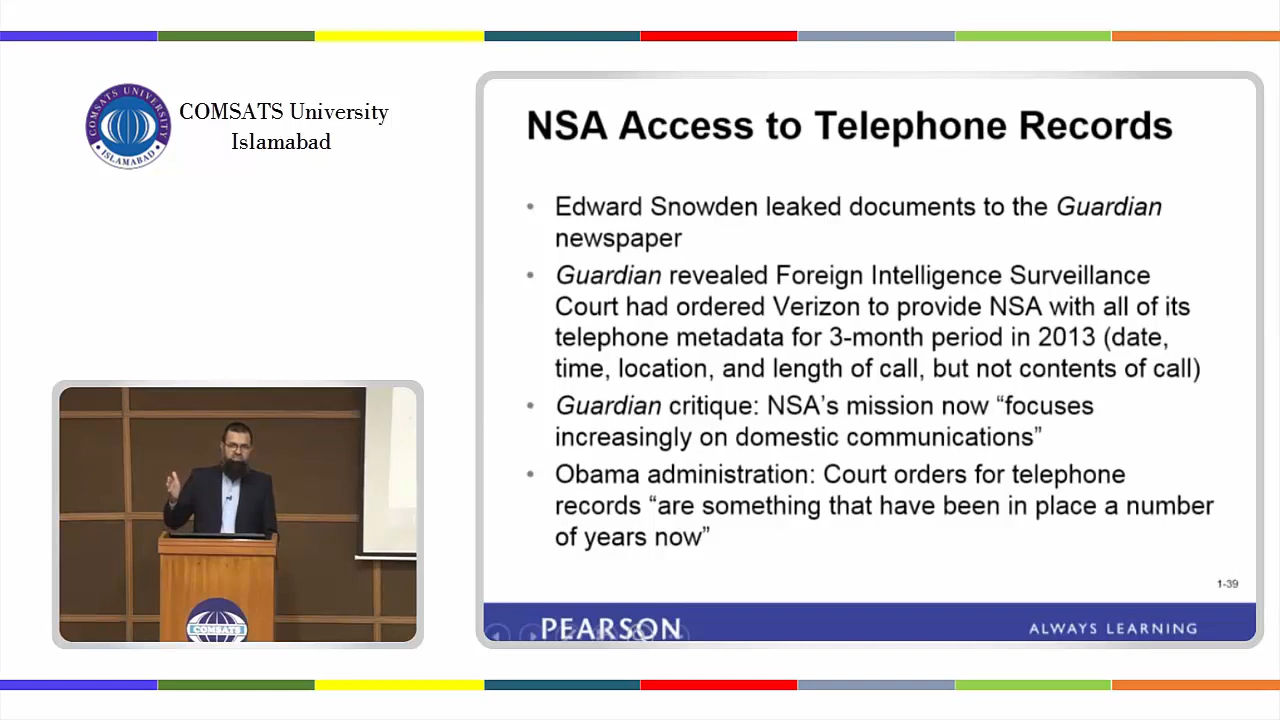 COMSATS UNIVERSITY
ISLAMABAD
COMSATS University
Islamabad
NSA Access to Telephone Records
• Edward Snowden leaked documents to the Guardian
newspaper
• Guardian revealed Foreign Intelligence Surveillance
Court had ordered Verizon to provide NSA with all of its
telephone metadata for 3-month period in 2013 (date,
time, location, and length of call, but not contents of call)
• Guardian critique: NSA's mission now “focuses
increasingly on domestic communications”
• Obama administration: Court orders for telephone
records “are something that have been in place a number
of years now”
1-39
PEARSON
ALWAYS LEARNING
COMSATS